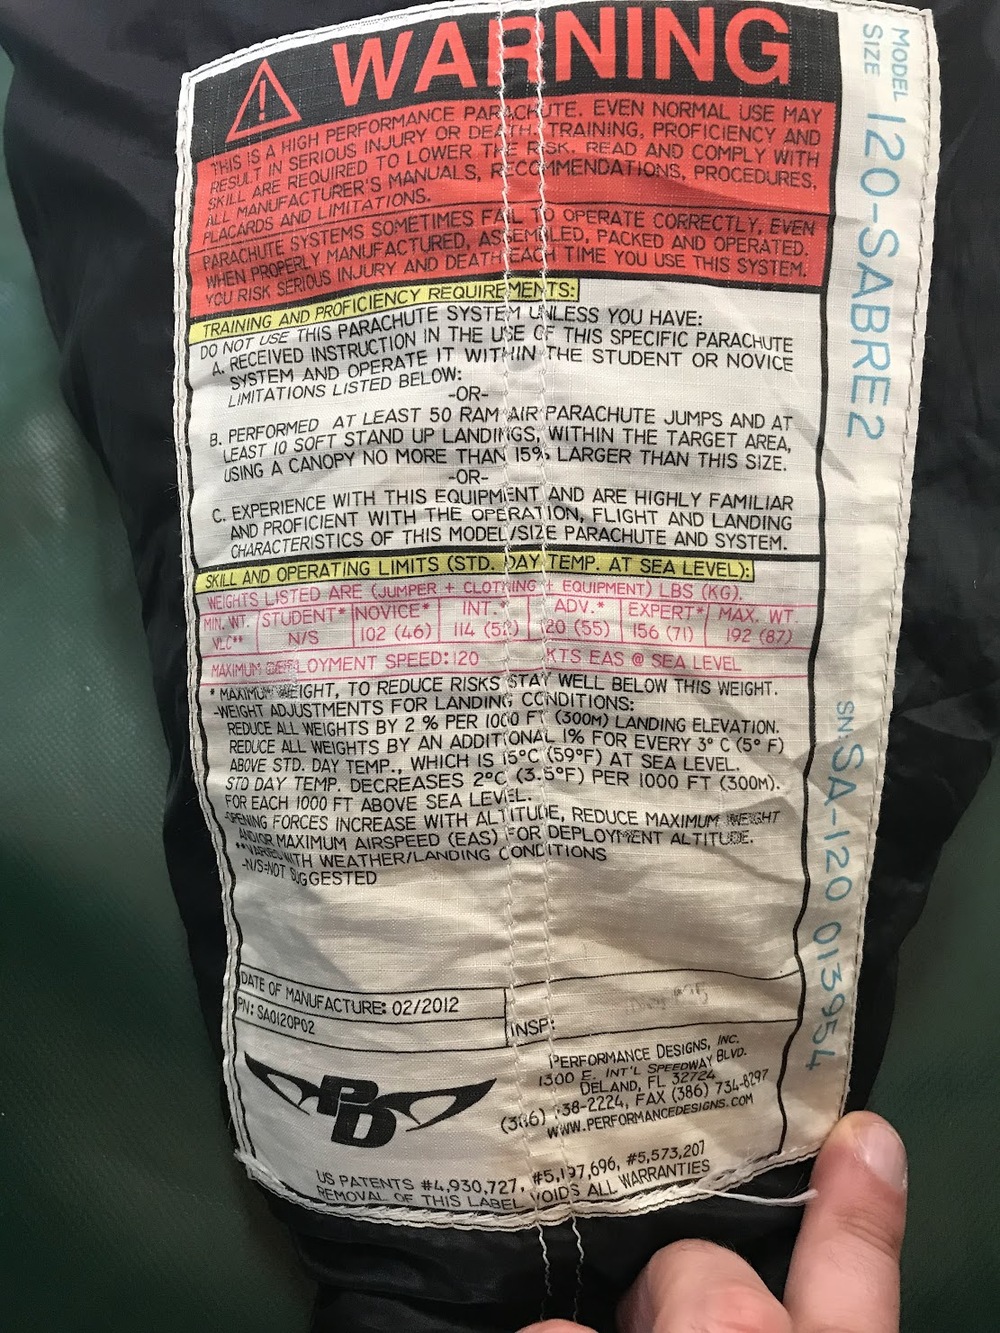 WARNING
THIS IS A HIGH PERFORMANCE PARACHUTE. EVEN NORMAL USE MAY
RESULT IN SERIOUS INJURY OR DEATH. TRAINING, PROFICIENCY AND
SKILL ARE REQUIRED TO LOWER THE RISK. READ AND COMPLY WITH
ALL MANUFACTURER'S MANUALS, RECOMMENDATIONS, PROCEDURES,
PLACARDS AND LIMITATIONS.
PARACHUTE SYSTEMS SOMETIMES FAIL TO OPERATE CORRECTLY, EVEN
WHEN PROPERLY MANUFACTURED, ASSEMBLED, PACKED AND OPERATED.
YOU RISK SERIOUS INJURY AND DEATH EACH TIME YOU USE THIS SYSTEM.
TRAINING AND PROFICIENCY REQUIREMENTS:
DO NOT USE THIS PARACHUTE SYSTEM UNLESS YOU HAVE:
A. RECEIVED INSTRUCTION IN THE USE OF THIS SPECIFIC PARACHUTE
SYSTEM AND OPERATE IT WITHIN THE STUDENT OR NOVICE
LIMITATIONS LISTED BELOW:
-OR-
B. PERFORMED AT LEAST 50 RAM AIR PARACHUTE JUMPS AND AT
LEAST 10 SOFT STAND UP LANDINGS, WITHIN THE TARGET AREA,
USING A CANOPY NO MORE THAN 15% LARGER THAN THIS SIZE.
-OR-
C. EXPERIENCE WITH THIS EQUIPMENT AND ARE HIGHLY FAMILIAR
AND PROFICIENT WITH THE OPERATION, FLIGHT AND LANDING
CHARACTERISTICS OF THIS MODEL/SIZE PARACHUTE AND SYSTEM.
SKILL AND OPERATING LIMITS (STD. DAY TEMP. AT SEA LEVEL):
WEIGHTS LISTED ARE (JUMPER + CLOTHING + EQUIPMENT) LBS (KG).
MIN. WT. STUDENT* NOVICE* INT.* ADV.* EXPERT* MAX. WT.
VLC** N/S 102 (46) 114 (52) 120 (55) 156 (71) 192 (87)
MAXIMUM DEPLOYMENT SPEED: 120 KTS EAS @ SEA LEVEL
* MAXIMUM WEIGHT, TO REDUCE RISKS STAY WELL BELOW THIS WEIGHT.
-WEIGHT ADJUSTMENTS FOR LANDING CONDITIONS:
REDUCE ALL WEIGHTS BY 2 % PER 1000 FT (300M) LANDING ELEVATION.
REDUCE ALL WEIGHTS BY AN ADDITIONAL 1% FOR EVERY 3° C (5° F)
ABOVE STD. DAY TEMP., WHICH IS 15°C (59°F) AT SEA LEVEL.
STD DAY TEMP. DECREASES 2°C (3.5°F) PER 1000 FT (300M).
FOR EACH 1000 FT ABOVE SEA LEVEL.
-OPENING FORCES INCREASE WITH ALTITUDE, REDUCE MAXIMUM WEIGHT
AND/OR MAXIMUM AIRSPEED (EAS) FOR DEPLOYMENT ALTITUDE.
**VARIES WITH WEATHER/LANDING CONDITIONS
-N/S=NOT SUGGESTED
DATE OF MANUFACTURE: 02/2012
PN: SA0120P02
INSP:
PD
PERFORMANCE DESIGNS, INC.
1300 E. INT'L SPEEDWAY BLVD.
DELAND, FL 32724
(386) 738-2224, FAX (386) 734-8297
WWW.PERFORMANCEDESIGNS.COM
US PATENTS #4,930,727, #5,197,696, #5,573,207
REMOVAL OF THIS LABEL VOIDS ALL WARRANTIES
MODEL
SIZE
120-SABRE2
SN: SA-120 013954